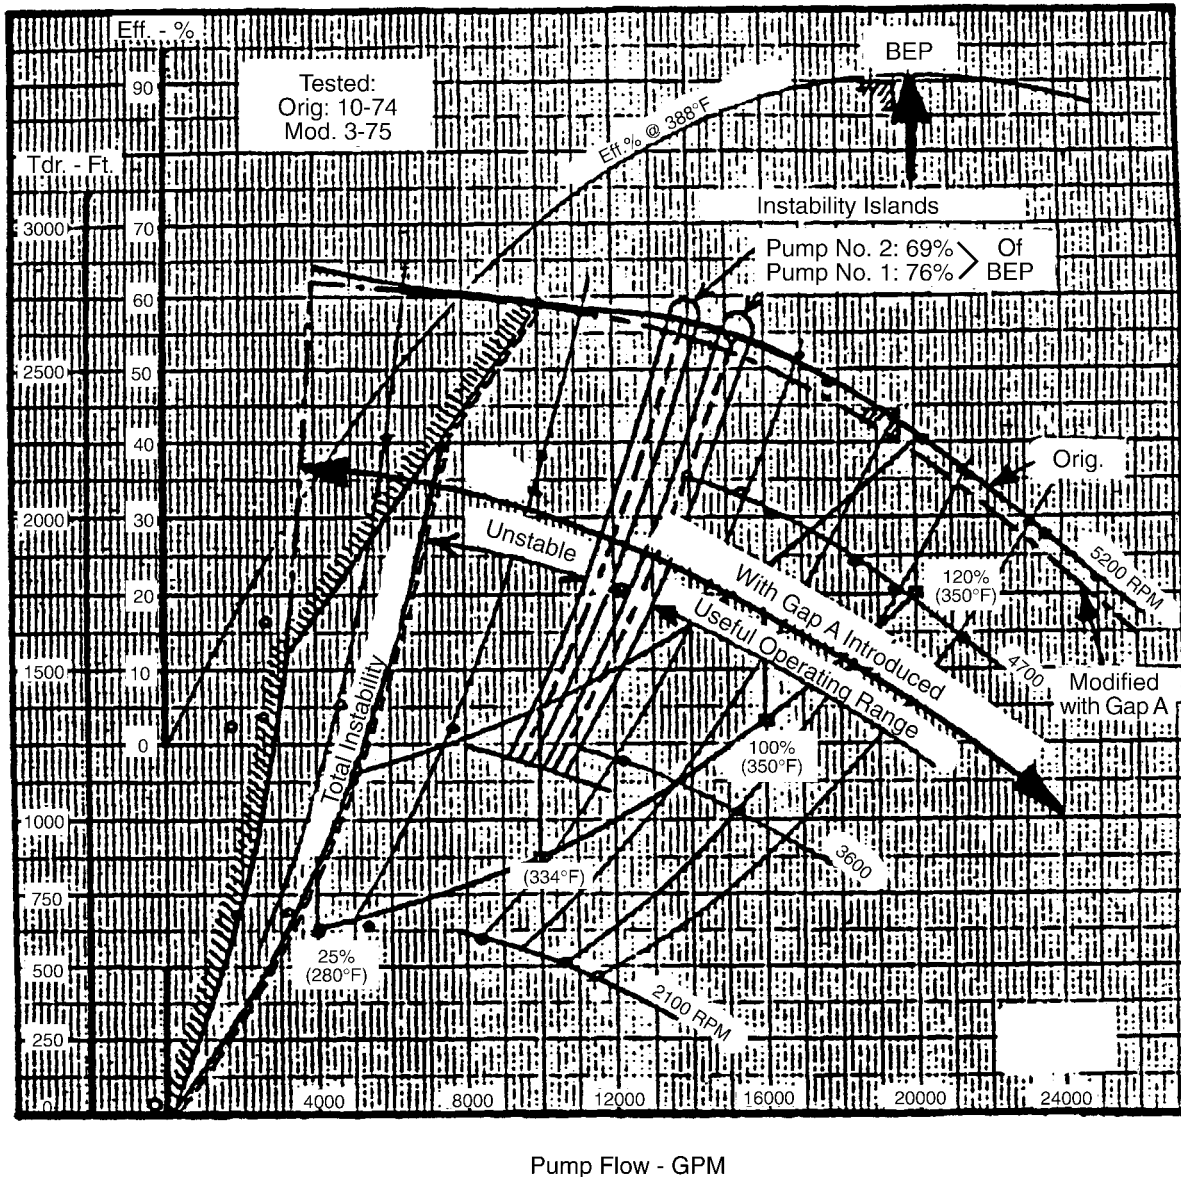 Eff. - %
BEP
90
Tested:
Orig: 10-74
Mod. 3-75
Eff.% @ 388°F
Tdr. - Ft.
Instability Islands
3000
70
Pump No. 2: 69%
Pump No. 1: 76%
Of
BEP
60
2500
50
40
Orig.
2000
30
Unstable
With Gap A Introduced
Useful Operating Range
120%
(350°F)
5200 RPM
20
1500
10
4700
Modified
with Gap A
Total Instability
0
100%
(350°F)
1000
3600
(334°F)
750
25%
(280°F)
500
2100 RPM
250
0
4000
8000
12000
16000
20000
24000
Pump Flow - GPM